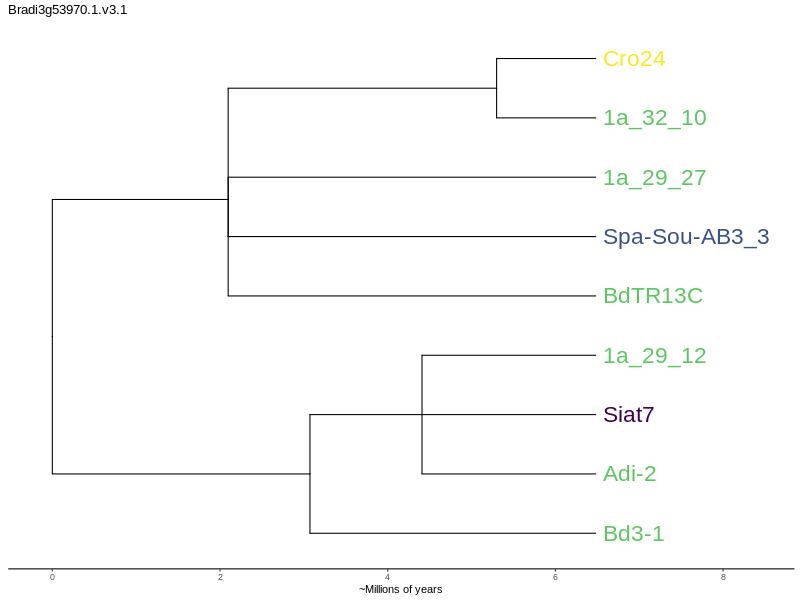 Bradi3g53970.1.v3.1
Cro24
1a_32_10
1a_29_27
Spa-Sou-AB3_3
BdTR13C
1a_29_12
Siat7
Adi-2
Bd3-1
0 2 4 6 8
~Millions of years